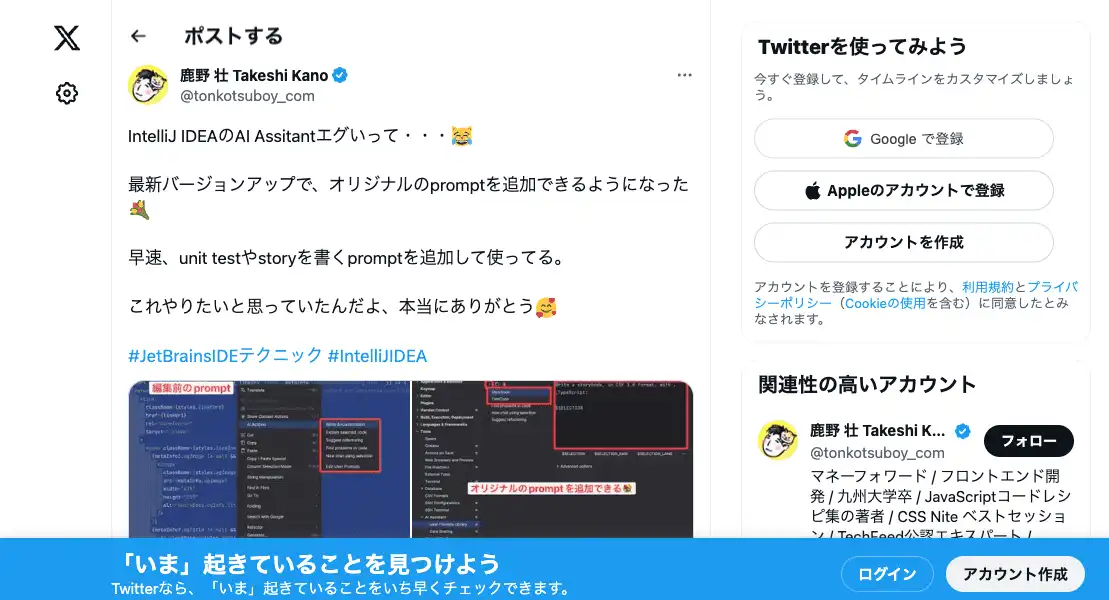 ポストする
鹿野 壮 Takeshi Kano
@tonkotsuboy_com
IntelliJ IDEAのAI Assitantエグいって・・・😹
最新バージョンアップで、オリジナルのpromptを追加できるようになった
💐
早速、unit testやstoryを書くpromptを追加して使ってる。
これやりたいと思っていたんだよ、本当にありがとう🥰
#JetBrainsIDEテクニック #IntelliJIDEA
編集前のprompt
オリジナルのpromptを追加できる
Twitterを使ってみよう
今すぐ登録して、タイムラインをカスタマイズしましょ
う。
Google で登録
Appleのアカウントで登録
アカウントを作成
アカウントを登録することにより、利用規約とプライバ
シーポリシー（Cookieの使用を含む）に同意したとみ
なされます。
関連性の高いアカウント
鹿野 壮 Takeshi K...
@tonkotsuboy_com
フォロー
マネーフォワード / フロントエンド開
発 / 九州大学卒 / JavaScriptコードレシ
ピ集の著者 / CSS Nite ベストセッショ
ン / TechFeed公認エキスパート /
「いま」起きていることを見つけよう
Twitterなら、「いま」起きていることをいち早くチェックできます。
ログイン
アカウント作成